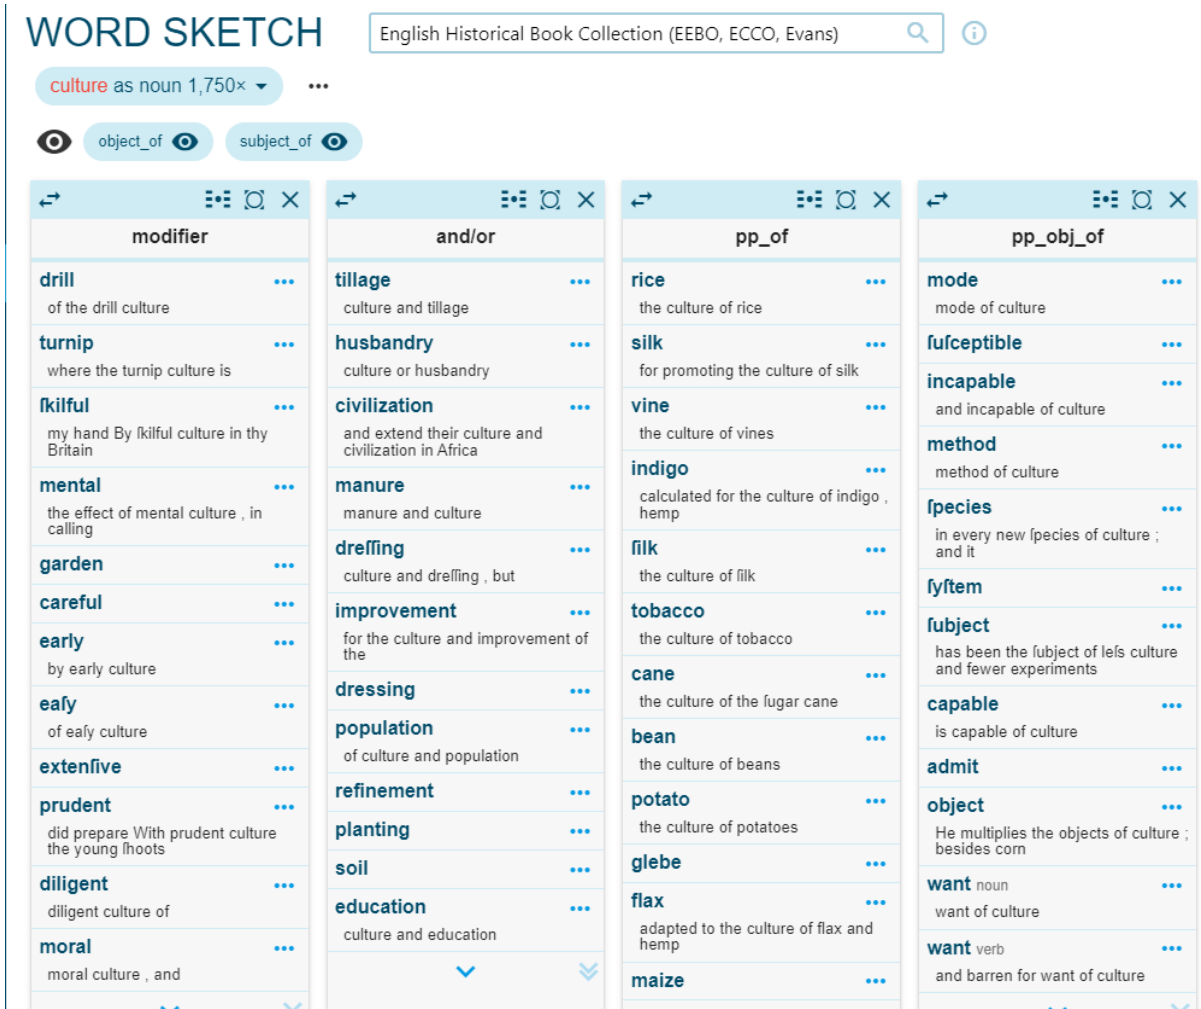 WORD SKETCH
English Historical Book Collection (EEBO, ECCO, Evans)
culture as noun 1,750×
object_of
subject_of
modifier
drill
of the drill culture
turnip
where the turnip culture is
ſkilful
my hand By ſkilful culture in thy
Britain
mental
the effect of mental culture , in
calling
garden
careful
early
by early culture
eaſy
of eaſy culture
extenſive
prudent
did prepare With prudent culture
the young ſhoots
diligent
diligent culture of
moral
moral culture , and
and/or
tillage
culture and tillage
husbandry
culture or husbandry
civilization
and extend their culture and
civilization in Africa
manure
manure and culture
dreſſing
culture and dreſſing , but
improvement
for the culture and improvement of
the
dressing
population
of culture and population
refinement
planting
soil
education
culture and education
pp_of
rice
the culture of rice
silk
for promoting the culture of silk
vine
the culture of vines
indigo
calculated for the culture of indigo ,
hemp
ſilk
the culture of ſilk
tobacco
the culture of tobacco
cane
the culture of the ſugar cane
bean
the culture of beans
potato
the culture of potatoes
glebe
flax
adapted to the culture of flax and
hemp
maize
pp_obj_of
mode
mode of culture
ſuſceptible
incapable
and incapable of culture
method
method of culture
ſpecies
in every new ſpecies of culture ;
and it
ſyſtem
ſubject
has been the ſubject of leſs culture
and fewer experiments
capable
is capable of culture
admit
object
He multiplies the objects of culture ;
besides corn
want noun
want of culture
want verb
and barren for want of culture